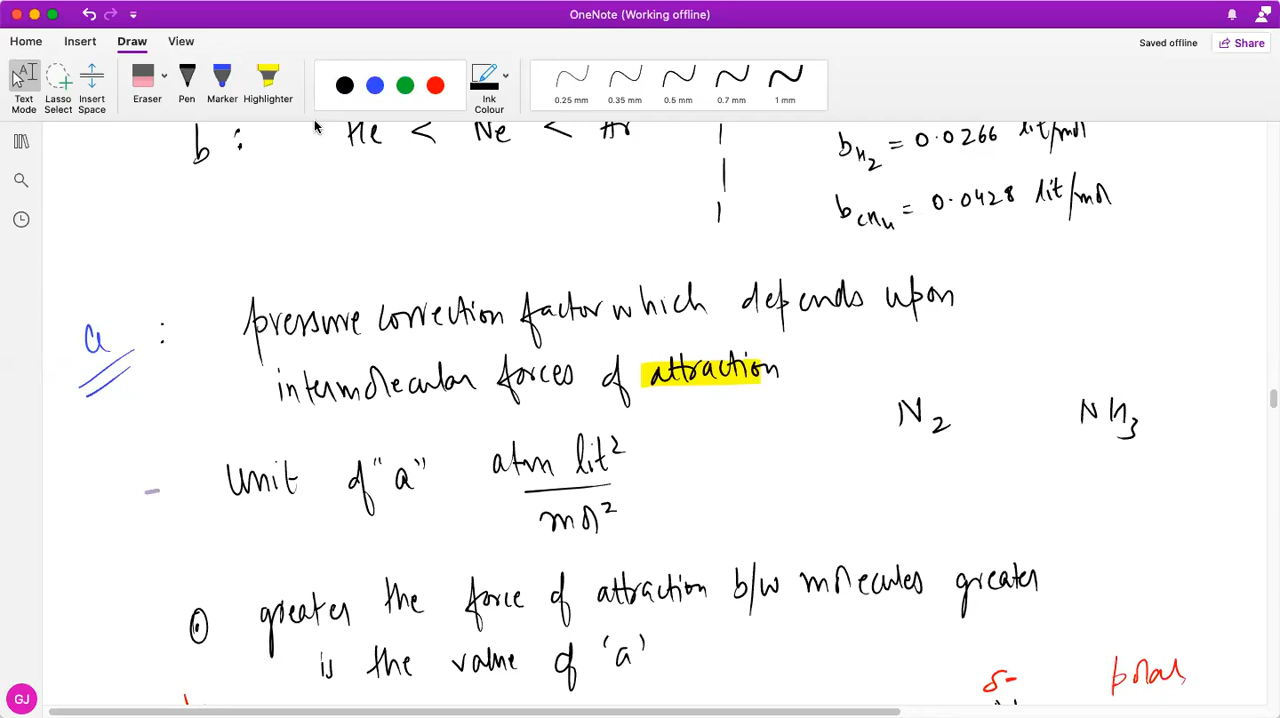 OneNote (Working offline)
Home Insert Draw View
Saved offline Share
Text Mode
Lasso Select
Insert Space
Eraser
Pen
Marker
Highlighter
Ink Colour
0.25 mm 0.35 mm 0.5 mm 0.7 mm 1 mm
b : He < Ne < Ar
b H2 = 0.0266 lit/mol
b CH4 = 0.0428 lit/mol
a : pressure correction factor which depends upon
intermolecular forces of attraction
N2 NH3
Unit of "a" atm lit²
mol²
greater the force of attraction b/w molecules greater
is the value of 'a'
δ- polar
GJ